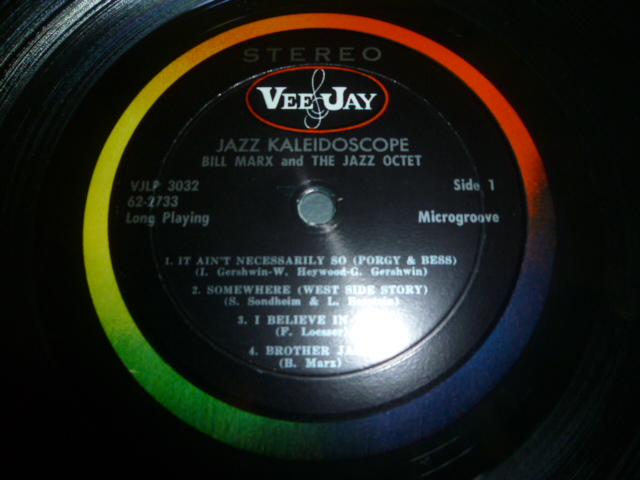 STEREO
VEE JAY
JAZZ KALEIDOSCOPE
BILL MARX and THE JAZZ OCTET
VJLP 3032
Side 1
62-2733
Long Playing
Microgroove
1. IT AIN'T NECESSARILY SO (PORGY & BESS)
(I. Gershwin-W. Heywood-G. Gershwin)
2. SOMEWHERE (WEST SIDE STORY)
(S. Sondheim & L.
3. I BELIEVE IN
(F. Loesser)
4. BROTHER
(B. Marx)